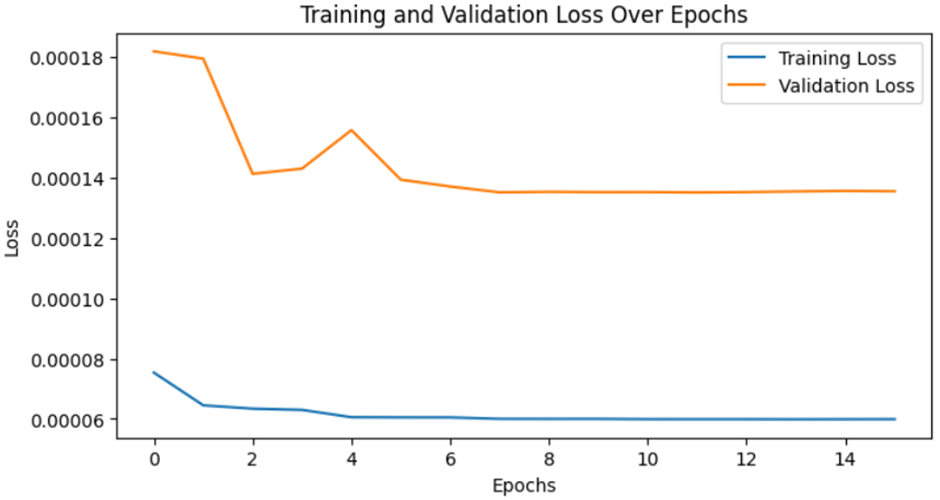 Training and Validation Loss Over Epochs
Training Loss
Validation Loss
0.00018
0.00016
0.00014
0.00012
0.00010
0.00008
0.00006
Loss
0 2 4 6 8 10 12 14
Epochs